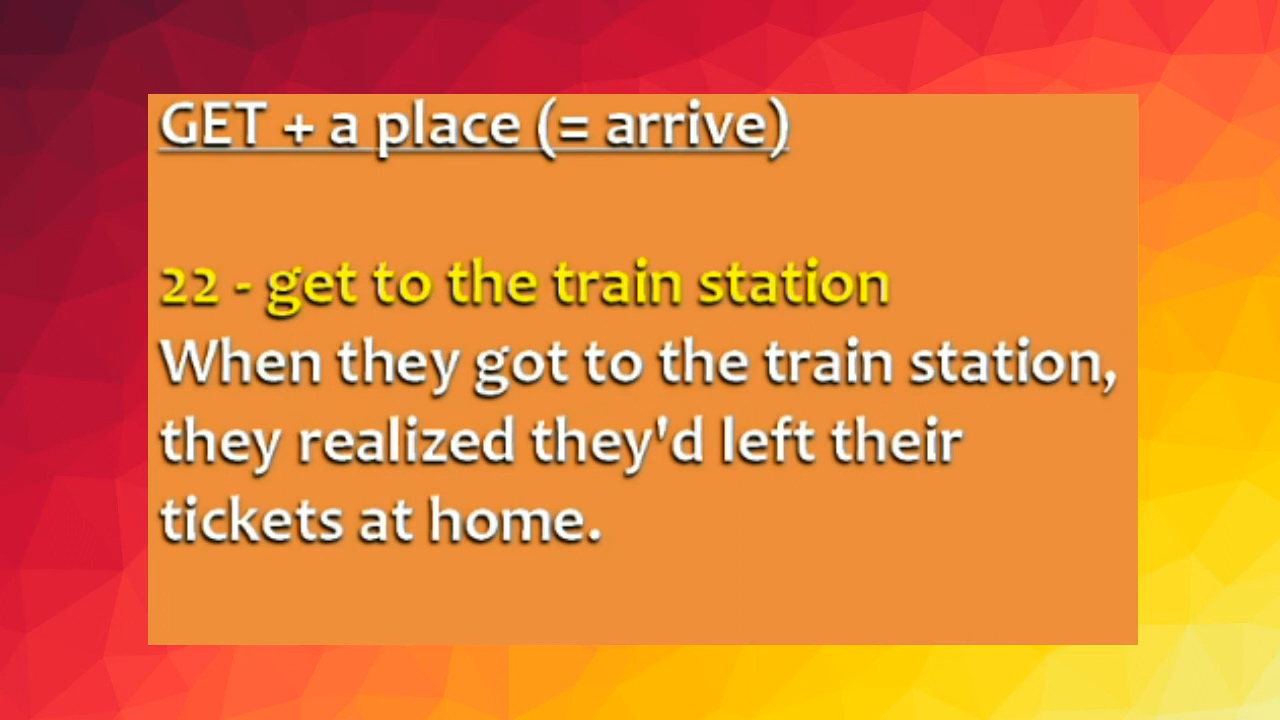 GET + a place (= arrive)
22 - get to the train station
When they got to the train station,
they realized they'd left their
tickets at home.